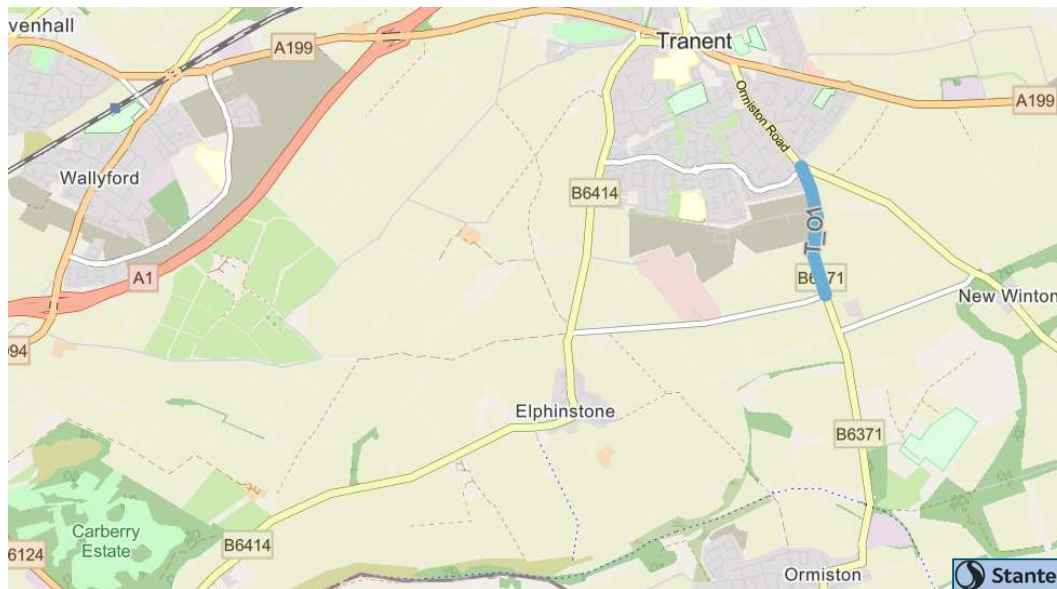 venhall
A199
Tranent
A199
Ormiston Road
Wallyford
B6414
T_O1
A1
B6371
New Winton
94
Elphinstone
B6371
Carberry
Estate
B6414
6124
Ormiston
Stante